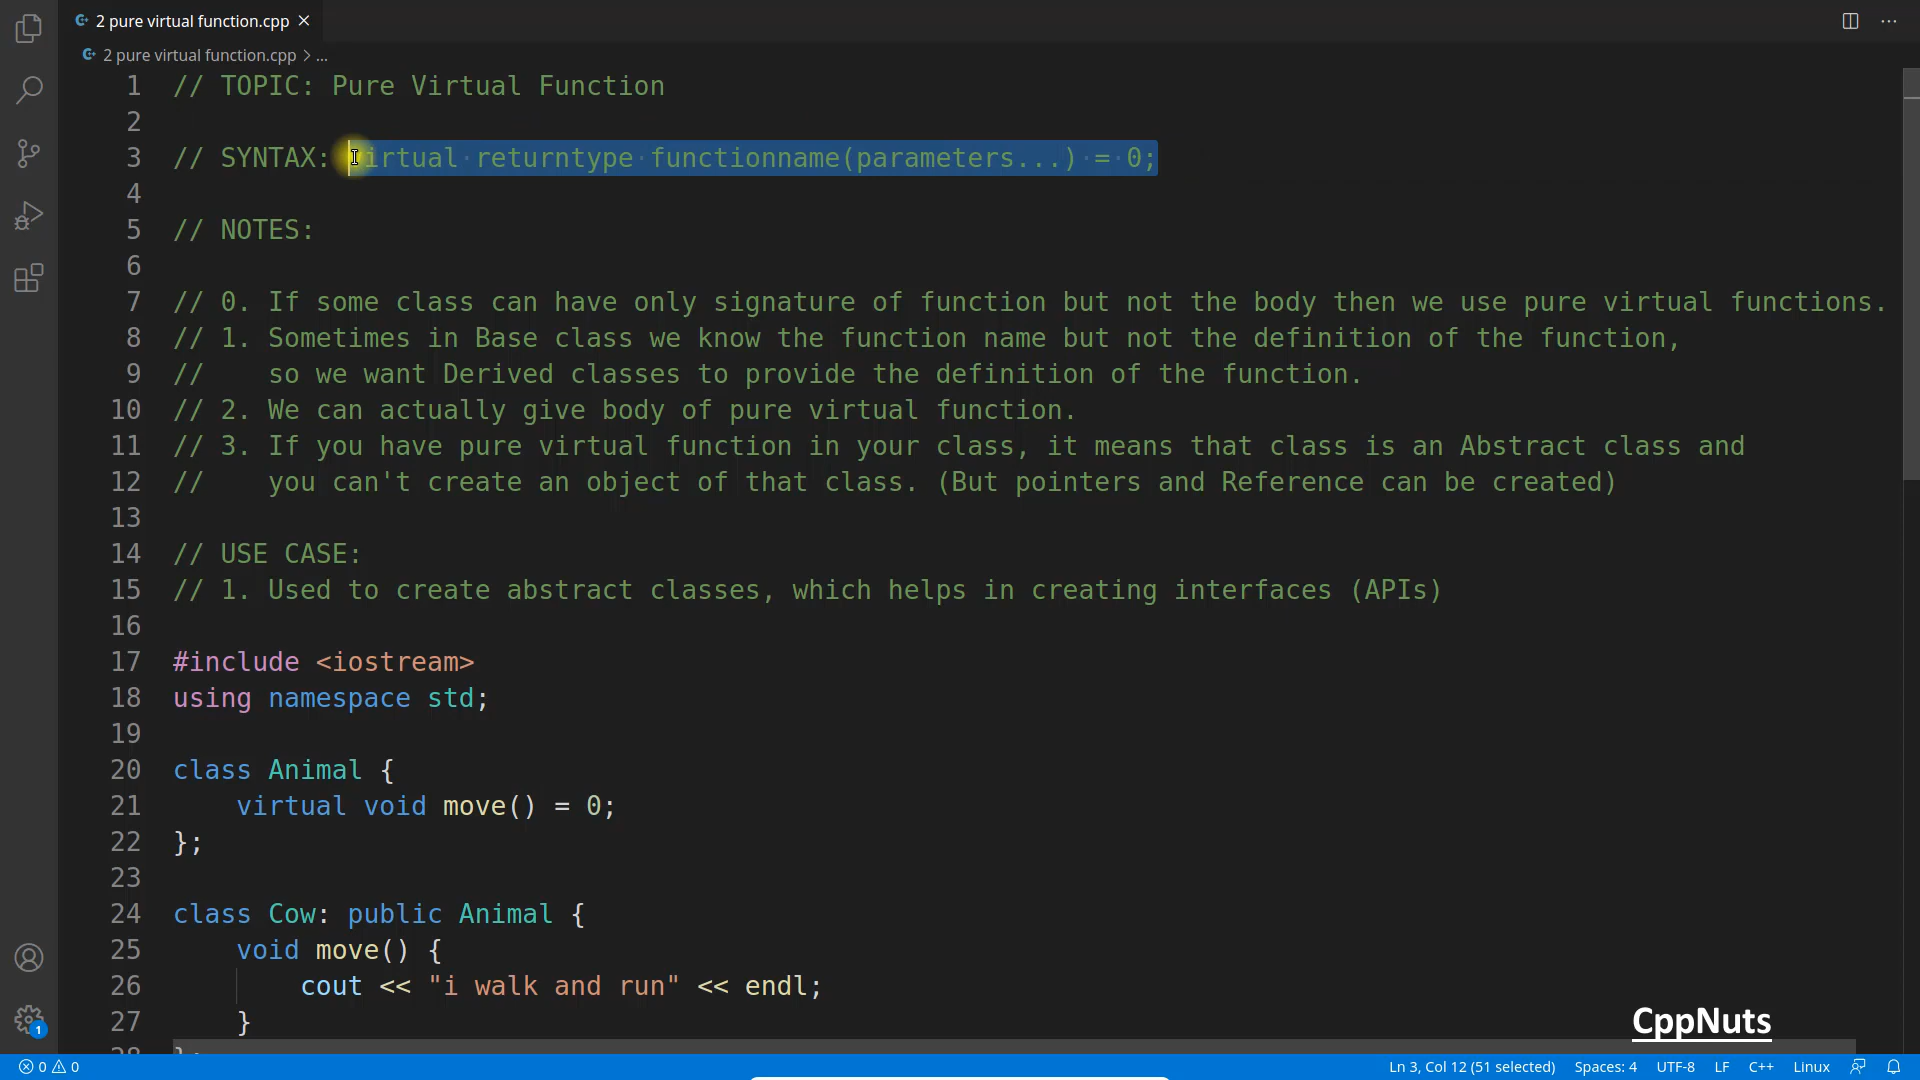 2 pure virtual function.cpp
2 pure virtual function.cpp > ...
1 // TOPIC: Pure Virtual Function
2
3 // SYNTAX: virtual returntype functionname(parameters...) = 0;
4
5 // NOTES:
6
7 // 0. If some class can have only signature of function but not the body then we use pure virtual functions.
8 // 1. Sometimes in Base class we know the function name but not the definition of the function,
9 //    so we want Derived classes to provide the definition of the function.
10 // 2. We can actually give body of pure virtual function.
11 // 3. If you have pure virtual function in your class, it means that class is an Abstract class and
12 //    you can't create an object of that class. (But pointers and Reference can be created)
13
14 // USE CASE:
15 // 1. Used to create abstract classes, which helps in creating interfaces (APIs)
16
17 #include <iostream>
18 using namespace std;
19
20 class Animal {
21     virtual void move() = 0;
22 };
23
24 class Cow: public Animal {
25     void move() {
26         cout << "i walk and run" << endl;
27     }
28 };
CppNuts
1
0 0 Ln 3, Col 12 (51 selected) Spaces: 4 UTF-8 LF C++ Linux